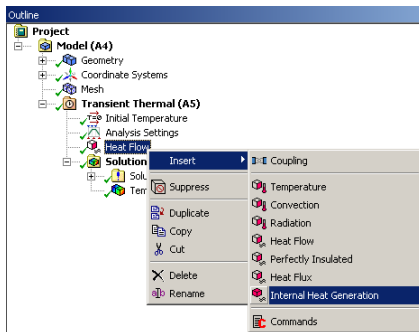 Outline
Project
Model (A4)
Geometry
Coordinate Systems
Mesh
Transient Thermal (A5)
T=0 Initial Temperature
Analysis Settings
Heat Flow
Solution
Insert
Coupling
Suppress
Temperature
Convection
Duplicate
Radiation
Copy
Heat Flow
Cut
Perfectly Insulated
Delete
Heat Flux
Rename
Internal Heat Generation
Commands